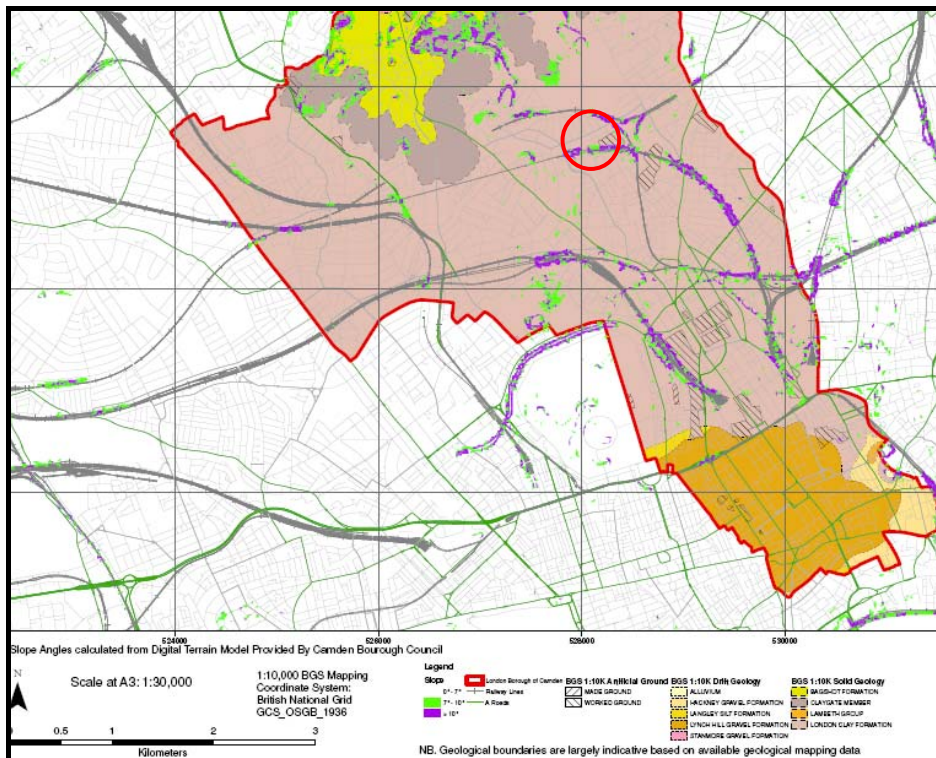 524000 526000 528000 530000
Slope Angles calculated from Digital Terrain Model Provided By Camden Bourough Council
N
Scale at A3: 1:30,000
1:10,000 BGS Mapping
Coordinate System:
British National Grid
GCS_OSGB_1936
0 0.5 1 2 3
Kilometers
Legend
Slope
0° - 7°
7° - 10°
> 10°
London Borough of Camden
Railway Lines
A Roads
BGS 1:10K Artificial Ground
MADE GROUND
WORKED GROUND
BGS 1:10K Drift Geology
ALLUVIUM
HACKNEY GRAVEL FORMATION
LANGLEY SILT FORMATION
LYNCH HILL GRAVEL FORMATION
STANMORE GRAVEL FORMATION
BGS 1:10K Solid Geology
BAGSHOT FORMATION
CLAYGATE MEMBER
LAMBETH GROUP
LONDON CLAY FORMATION
NB. Geological boundaries are largely indicative based on available geological mapping data